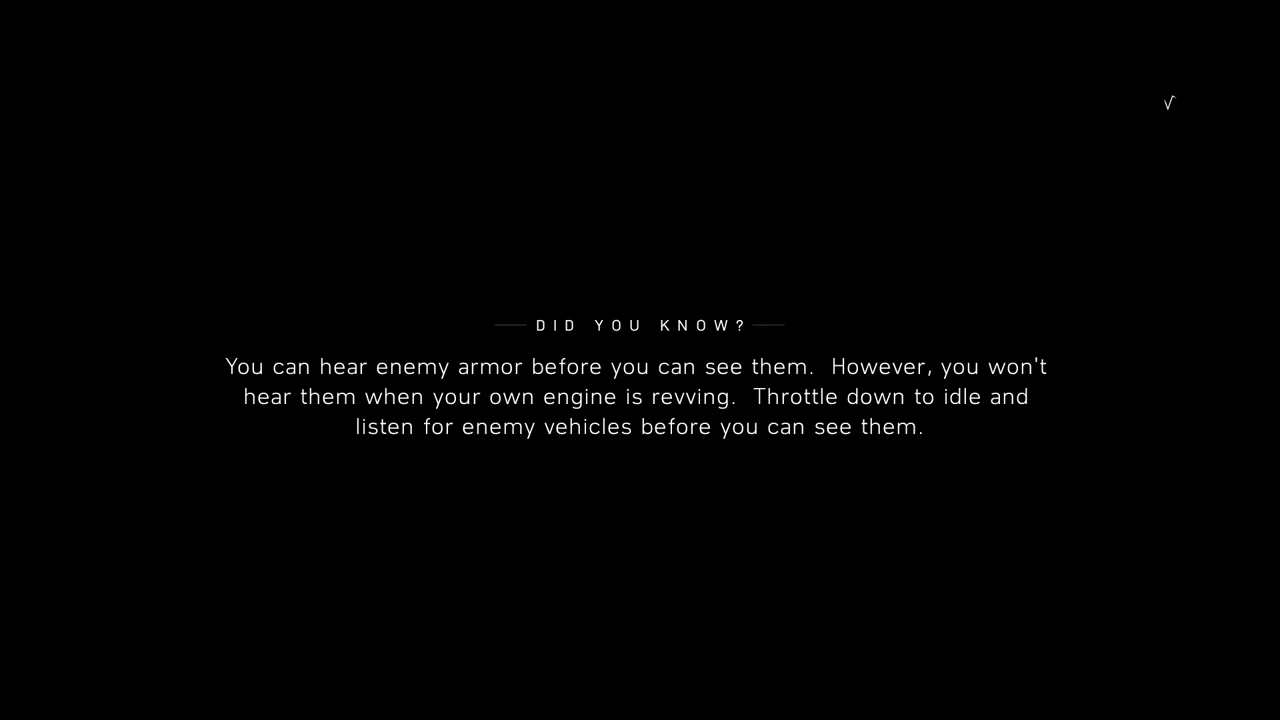 DID YOU KNOW?
You can hear enemy armor before you can see them.  However, you won't
hear them when your own engine is revving.  Throttle down to idle and
listen for enemy vehicles before you can see them.